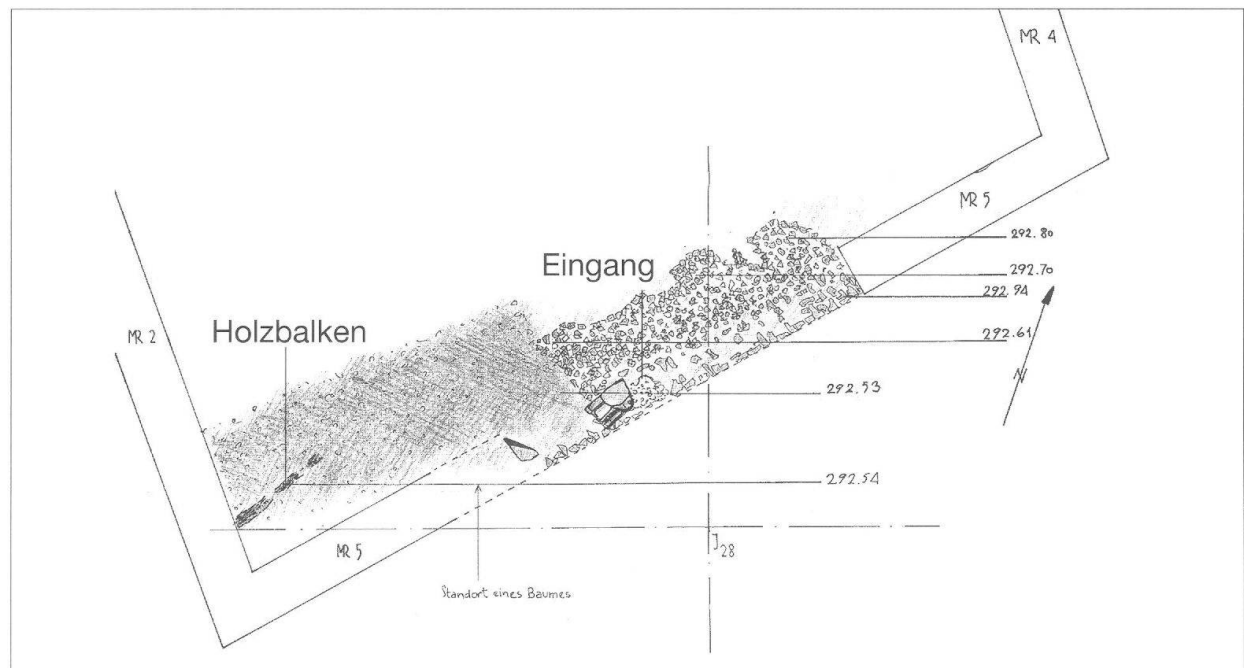 MR 4
MR 5
292.80
Eingang
292.70
292.94
MR 2
Holzbalken
292.61
N
292.53
292.54
J28
MR 5
Standort eines Baumes